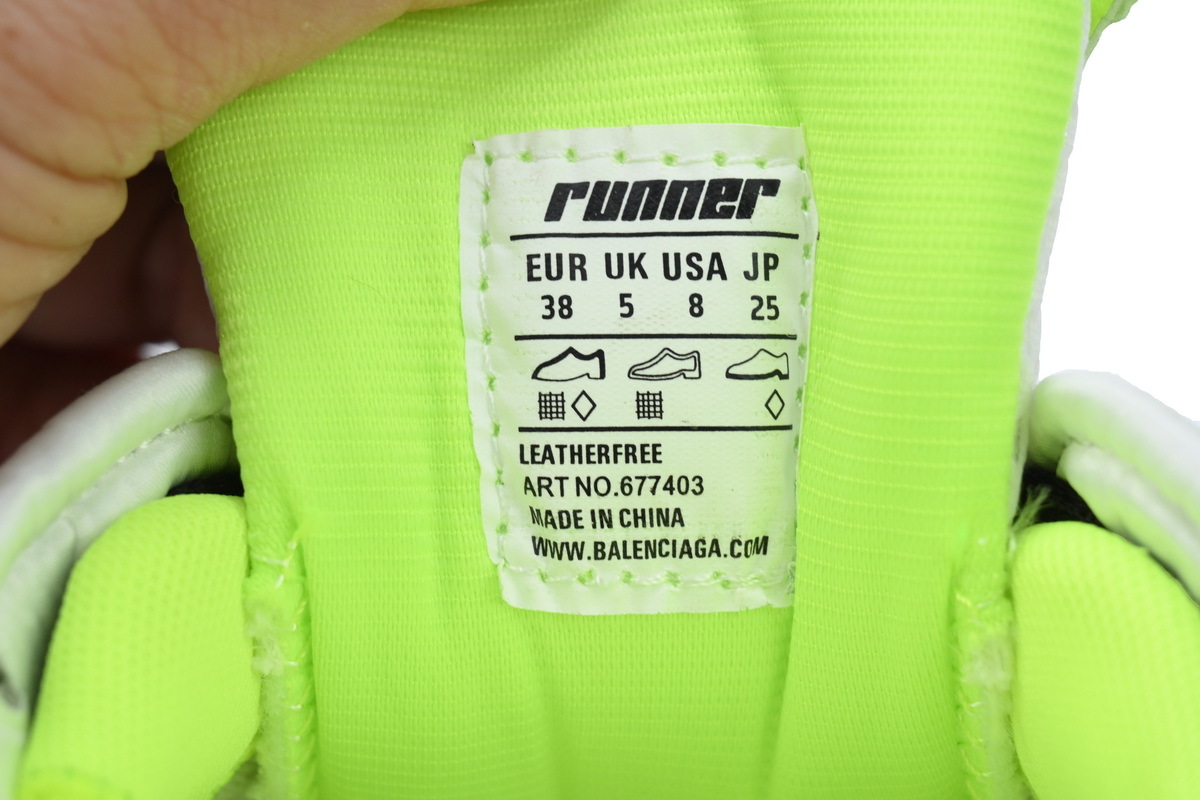 runner
EUR UK USA JP
38 5 8 25
LEATHERFREE
ART NO.677403
MADE IN CHINA
WWW.BALENCIAGA.COM